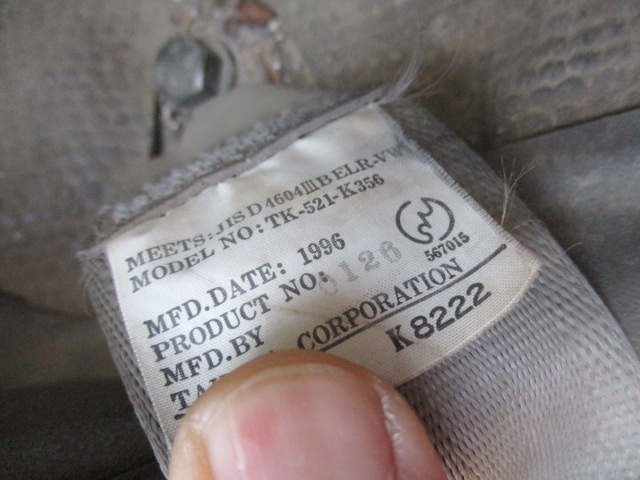 MEETS: JIS D 4604 III B ELR-VW
MODEL NO: TK-521-K356
MFD.DATE: 1996
567015
PRODUCT NO: 0126
MFD.BY
CORPORATION
K8222